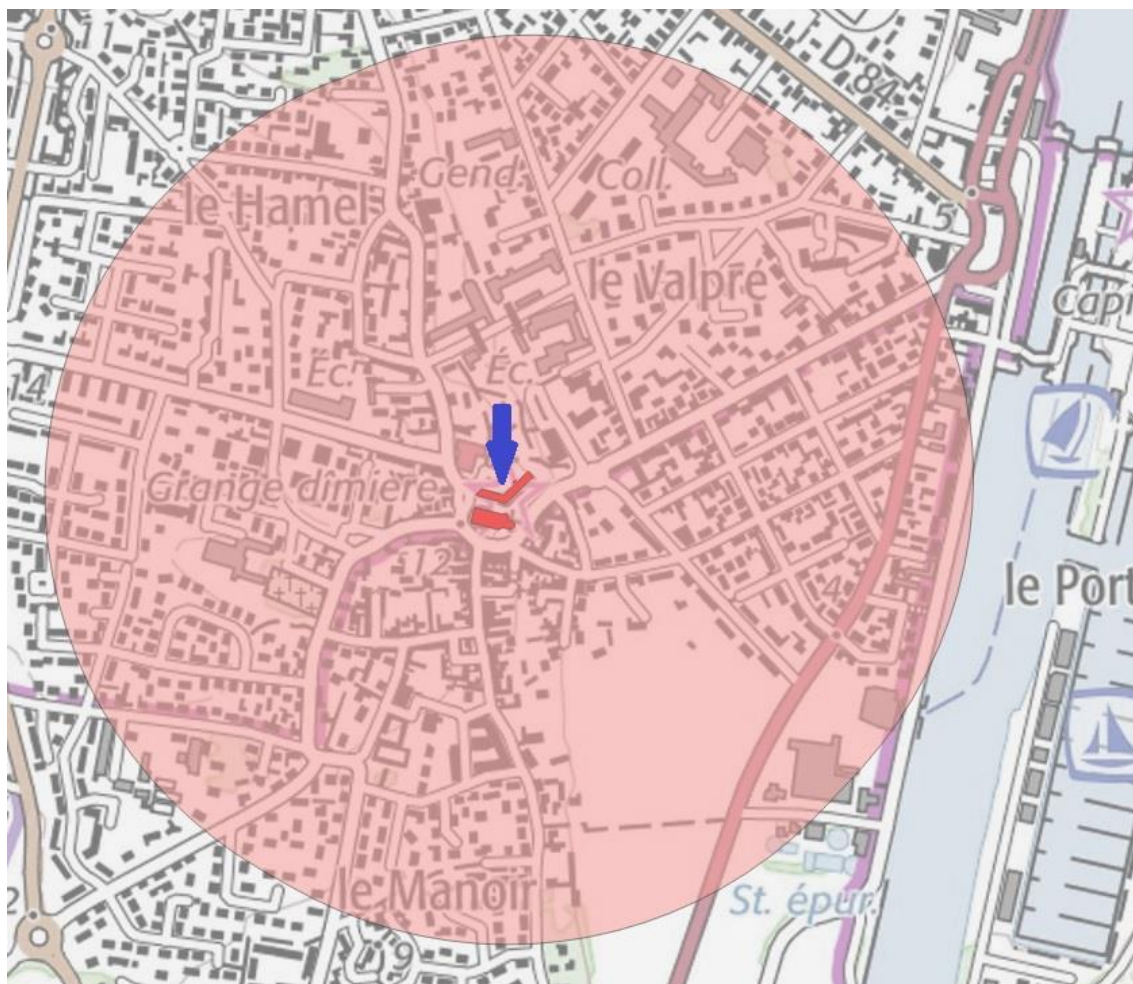 11
D 84
Gend.
Coll.
le Hamel
5
le Valpré
Capi
Éc.
Éc.
14
Grange dîmière
12
4
le Port
le Manoir
St. épur.
2
9